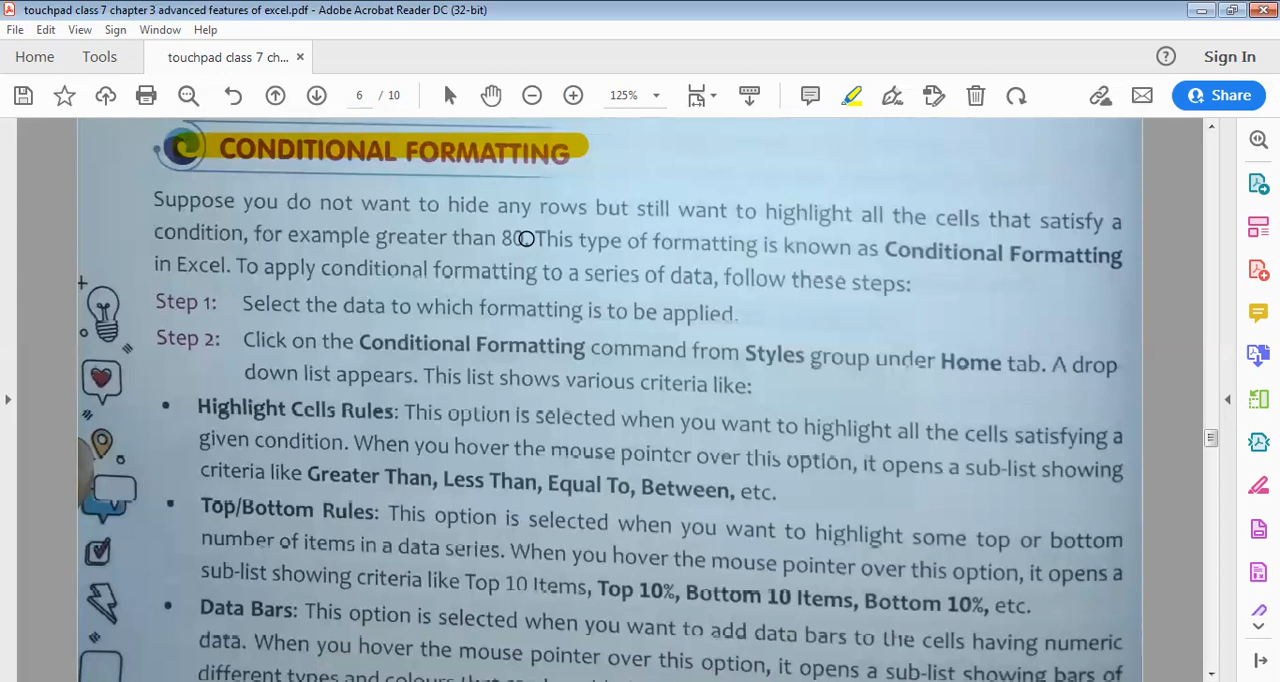 touchpad class 7 chapter 3 advanced features of excel.pdf - Adobe Acrobat Reader DC (32-bit)
File Edit View Sign Window Help
Home Tools touchpad class 7 ch... Sign In
6 / 10 125% Share
CONDITIONAL FORMATTING
Suppose you do not want to hide any rows but still want to highlight all the cells that satisfy a
condition, for example greater than 80. This type of formatting is known as Conditional Formatting
in Excel. To apply conditional formatting to a series of data, follow these steps:
Step 1: Select the data to which formatting is to be applied.
Step 2: Click on the Conditional Formatting command from Styles group under Home tab. A drop
down list appears. This list shows various criteria like:
• Highlight Cells Rules: This option is selected when you want to highlight all the cells satisfying a
given condition. When you hover the mouse pointer over this option, it opens a sub-list showing
criteria like Greater Than, Less Than, Equal To, Between, etc.
• Top/Bottom Rules: This option is selected when you want to highlight some top or bottom
number of items in a data series. When you hover the mouse pointer over this option, it opens a
sub-list showing criteria like Top 10 Items, Top 10%, Bottom 10 Items, Bottom 10%, etc.
• Data Bars: This option is selected when you want to add data bars to the cells having numeric
data. When you hover the mouse pointer over this option, it opens a sub-list showing bars of
different types and colours that